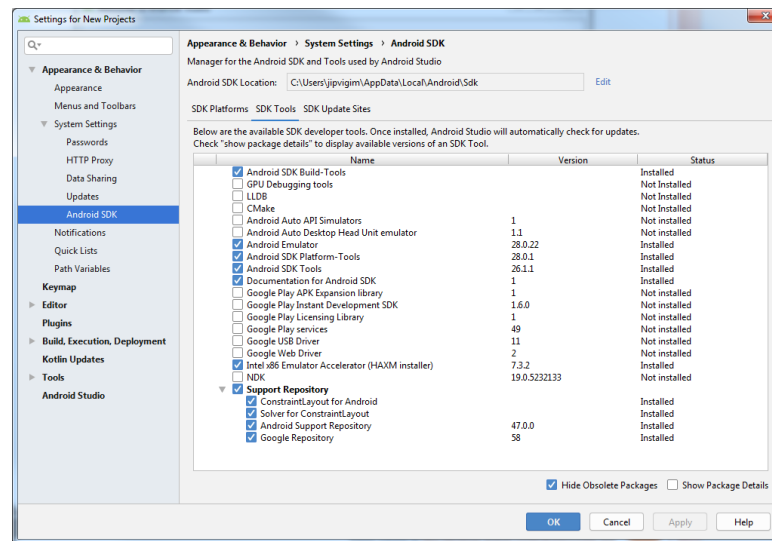 Settings for New Projects
Appearance & Behavior › System Settings › Android SDK
Manager for the Android SDK and Tools used by Android Studio
Android SDK Location: C:\Users\jipvigim\AppData\Local\Android\Sdk Edit
Appearance & Behavior
Appearance
Menus and Toolbars
System Settings
Passwords
HTTP Proxy
Data Sharing
Updates
Android SDK
Notifications
Quick Lists
Path Variables
Keymap
Editor
Plugins
Build, Execution, Deployment
Kotlin Updates
Tools
Android Studio
SDK Platforms SDK Tools SDK Update Sites
Below are the available SDK developer tools. Once installed, Android Studio will automatically check for updates.
Check "show package details" to display available versions of an SDK Tool.
Name Version Status
Android SDK Build-Tools Installed
GPU Debugging tools Not Installed
LLDB Not Installed
CMake Not Installed
Android Auto API Simulators 1 Not installed
Android Auto Desktop Head Unit emulator 1.1 Not installed
Android Emulator 28.0.22 Installed
Android SDK Platform-Tools 28.0.1 Installed
Android SDK Tools 26.1.1 Installed
Documentation for Android SDK 1 Installed
Google Play APK Expansion library 1 Not installed
Google Play Instant Development SDK 1.6.0 Not installed
Google Play Licensing Library 1 Not installed
Google Play services 49 Not installed
Google USB Driver 11 Not installed
Google Web Driver 2 Not installed
Intel x86 Emulator Accelerator (HAXM installer) 7.3.2 Installed
NDK 19.0.5232133 Not installed
Support Repository
ConstraintLayout for Android Installed
Solver for ConstraintLayout Installed
Android Support Repository 47.0.0 Installed
Google Repository 58 Installed
Hide Obsolete Packages Show Package Details
OK Cancel Apply Help